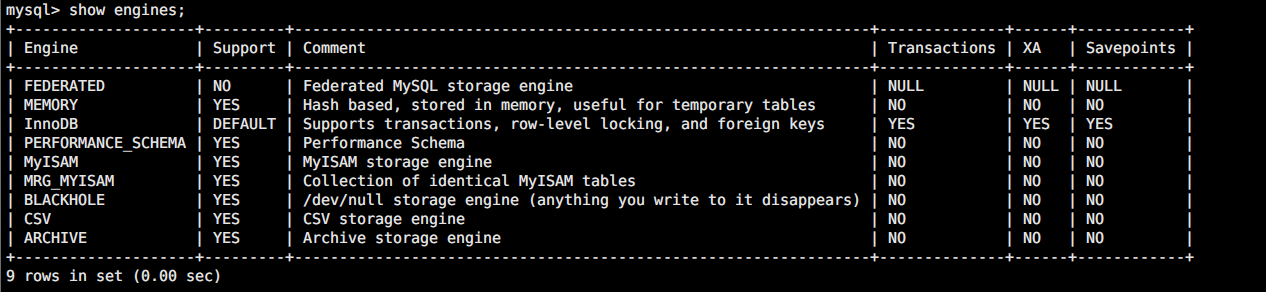 mysql> show engines;
+--------------------+---------+----------------------------------------------------------------+--------------+------+------------+
| Engine             | Support | Comment                                                        | Transactions | XA   | Savepoints |
+--------------------+---------+----------------------------------------------------------------+--------------+------+------------+
| FEDERATED          | NO      | Federated MySQL storage engine                                 | NULL         | NULL | NULL       |
| MEMORY             | YES     | Hash based, stored in memory, useful for temporary tables      | NO           | NO   | NO         |
| InnoDB             | DEFAULT | Supports transactions, row-level locking, and foreign keys     | YES          | YES  | YES        |
| PERFORMANCE_SCHEMA | YES     | Performance Schema                                             | NO           | NO   | NO         |
| MyISAM             | YES     | MyISAM storage engine                                          | NO           | NO   | NO         |
| MRG_MYISAM         | YES     | Collection of identical MyISAM tables                          | NO           | NO   | NO         |
| BLACKHOLE          | YES     | /dev/null storage engine (anything you write to it disappears) | NO           | NO   | NO         |
| CSV                | YES     | CSV storage engine                                             | NO           | NO   | NO         |
| ARCHIVE            | YES     | Archive storage engine                                         | NO           | NO   | NO         |
+--------------------+---------+----------------------------------------------------------------+--------------+------+------------+
9 rows in set (0.00 sec)